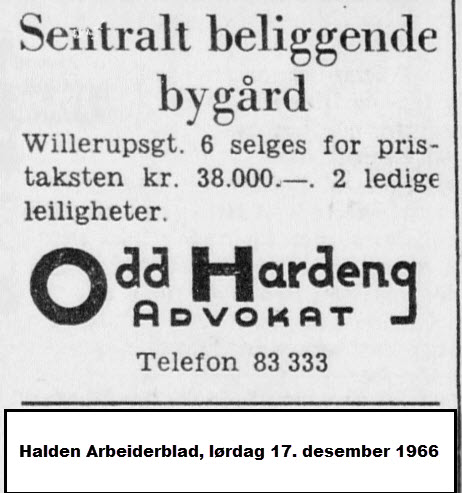 Sentralt beliggende
bygård
Willerupsgt. 6 selges for pris-
taksten kr. 38.000.—. 2 ledige
leiligheter.
Odd Hardeng
ADVOKAT
Telefon 83 333
Halden Arbeiderblad, lørdag 17. desember 1966